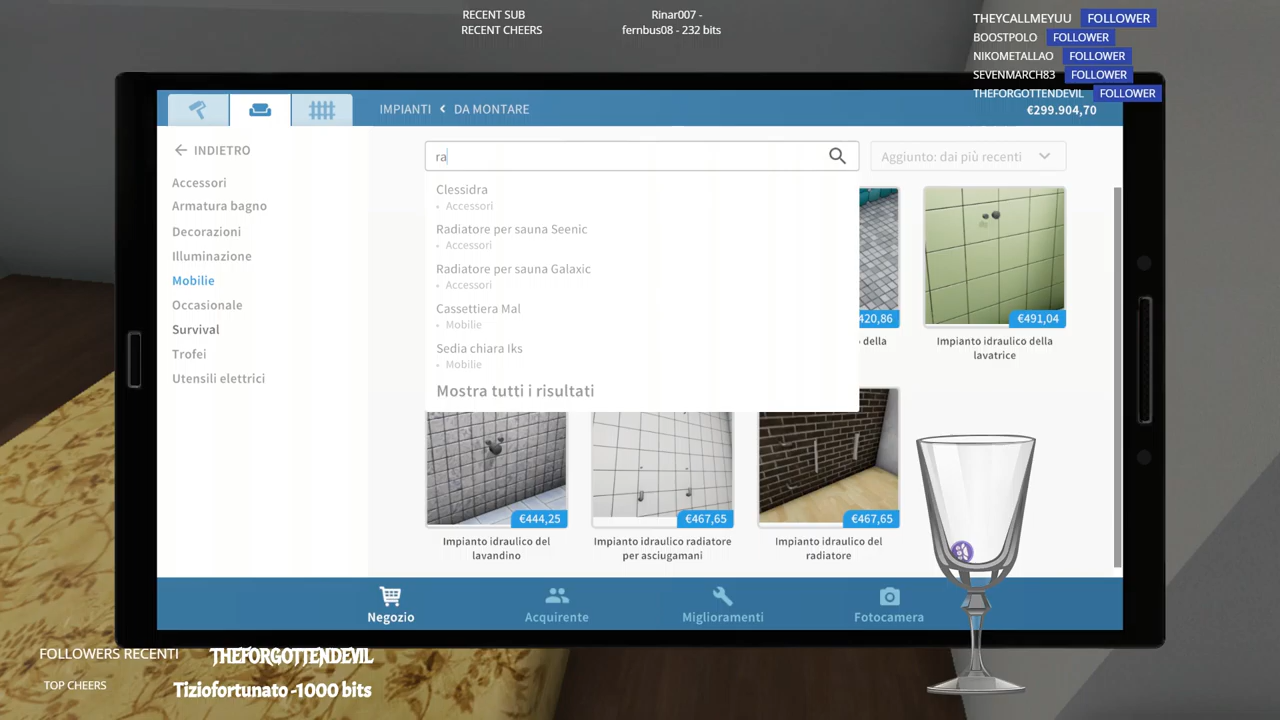 RECENT SUB
RECENT CHEERS
Rinar007 -
fernbus08 - 232 bits
THEYCALLMEYUU FOLLOWER
BOOSTPOLO FOLLOWER
NIKOMETALLAO FOLLOWER
SEVENMARCH83 FOLLOWER
THEFORGOTTENDEVIL FOLLOWER
IMPIANTI DA MONTARE
€299.904,70
INDIETRO
Accessori
Armatura bagno
Decorazioni
Illuminazione
Mobilie
Occasionale
Survival
Trofei
Utensili elettrici
ra
Aggiunto: dai più recenti
Clessidra
• Accessori
Radiatore per sauna Seenic
• Accessori
Radiatore per sauna Galaxic
• Accessori
Cassettiera Mal
• Mobilie
Sedia chiara Iks
• Mobilie
Mostra tutti i risultati
420,86
della
€491,04
Impianto idraulico della
lavatrice
€444,25
Impianto idraulico del
lavandino
€467,65
Impianto idraulico radiatore
per asciugamani
€467,65
Impianto idraulico del
radiatore
Negozio
Acquirente
Miglioramenti
Fotocamera
FOLLOWERS RECENTI THEFORGOTTENDEVIL
TOP CHEERS Tiziofortunato -1000 bits